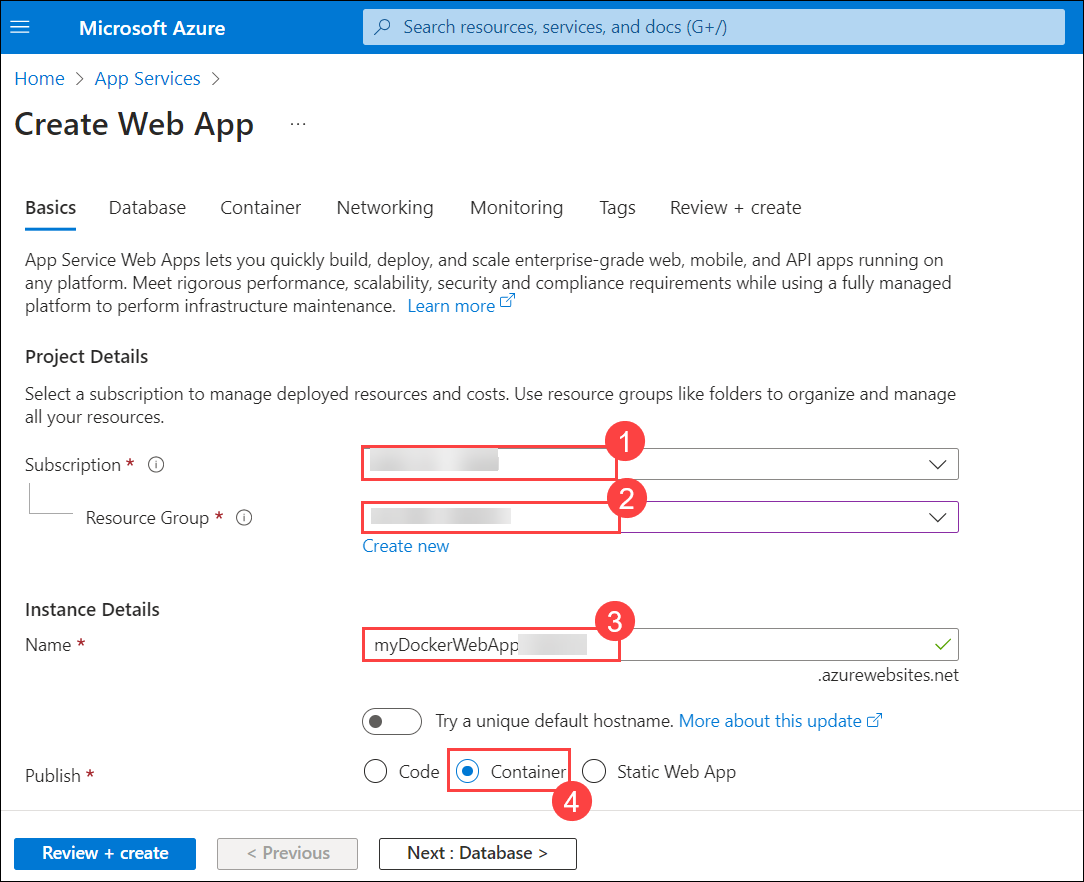 Microsoft Azure
Search resources, services, and docs (G+/)
Home > App Services >
Create Web App ...
Basics Database Container Networking Monitoring Tags Review + create
App Service Web Apps lets you quickly build, deploy, and scale enterprise-grade web, mobile, and API apps running on
any platform. Meet rigorous performance, scalability, security and compliance requirements while using a fully managed
platform to perform infrastructure maintenance. Learn more
Project Details
Select a subscription to manage deployed resources and costs. Use resource groups like folders to organize and manage
all your resources.
1
Subscription *
2
Resource Group *
Create new
Instance Details
3
Name * myDockerWebApp
.azurewebsites.net
Try a unique default hostname. More about this update
Publish * Code Container Static Web App
4
Review + create < Previous Next : Database >